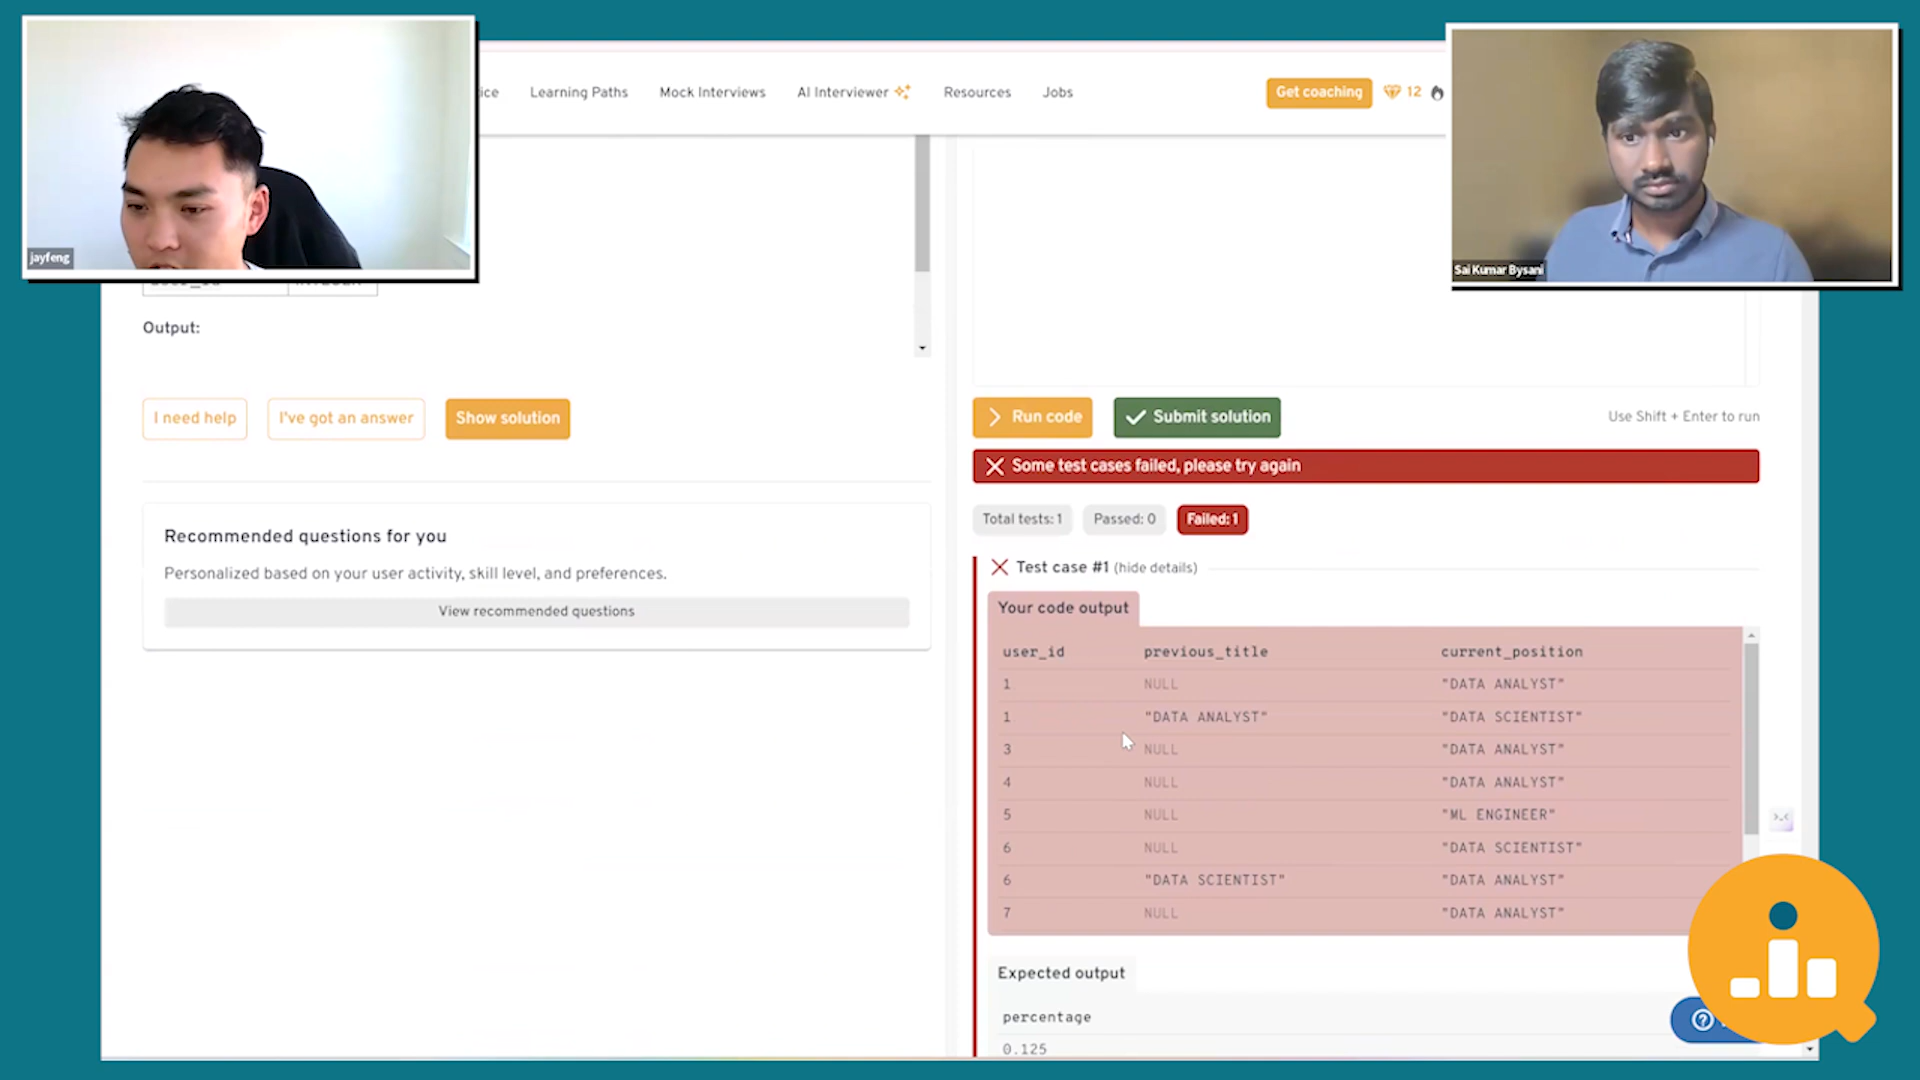 ice
Learning Paths
Mock Interviews
AI Interviewer
Resources
Jobs
Get coaching
12
jayfeng
Sai Kumar Bysani
Output:
I need help
I've got an answer
Show solution
Recommended questions for you
Personalized based on your user activity, skill level, and preferences.
View recommended questions
Run code
Submit solution
Use Shift + Enter to run
Some test cases failed, please try again
Total tests: 1
Passed: 0
Failed: 1
Test case #1 (hide details)
Your code output
user_id previous_title current_position
1 NULL "DATA ANALYST"
1 "DATA ANALYST" "DATA SCIENTIST"
3 NULL "DATA ANALYST"
4 NULL "DATA ANALYST"
5 NULL "ML ENGINEER"
6 NULL "DATA SCIENTIST"
6 "DATA SCIENTIST" "DATA ANALYST"
7 NULL "DATA ANALYST"
Expected output
percentage
0.125